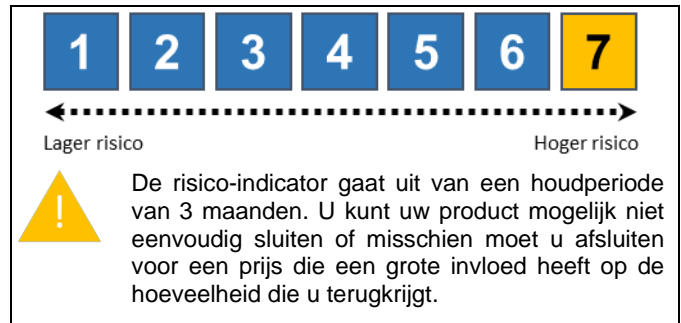 1 2 3 4 5 6 7
Lager risico Hoger risico
!
De risico-indicator gaat uit van een houdperiode
van 3 maanden. U kunt uw product mogelijk niet
eenvoudig sluiten of misschien moet u afsluiten
voor een prijs die een grote invloed heeft op de
hoeveelheid die u terugkrijgt.